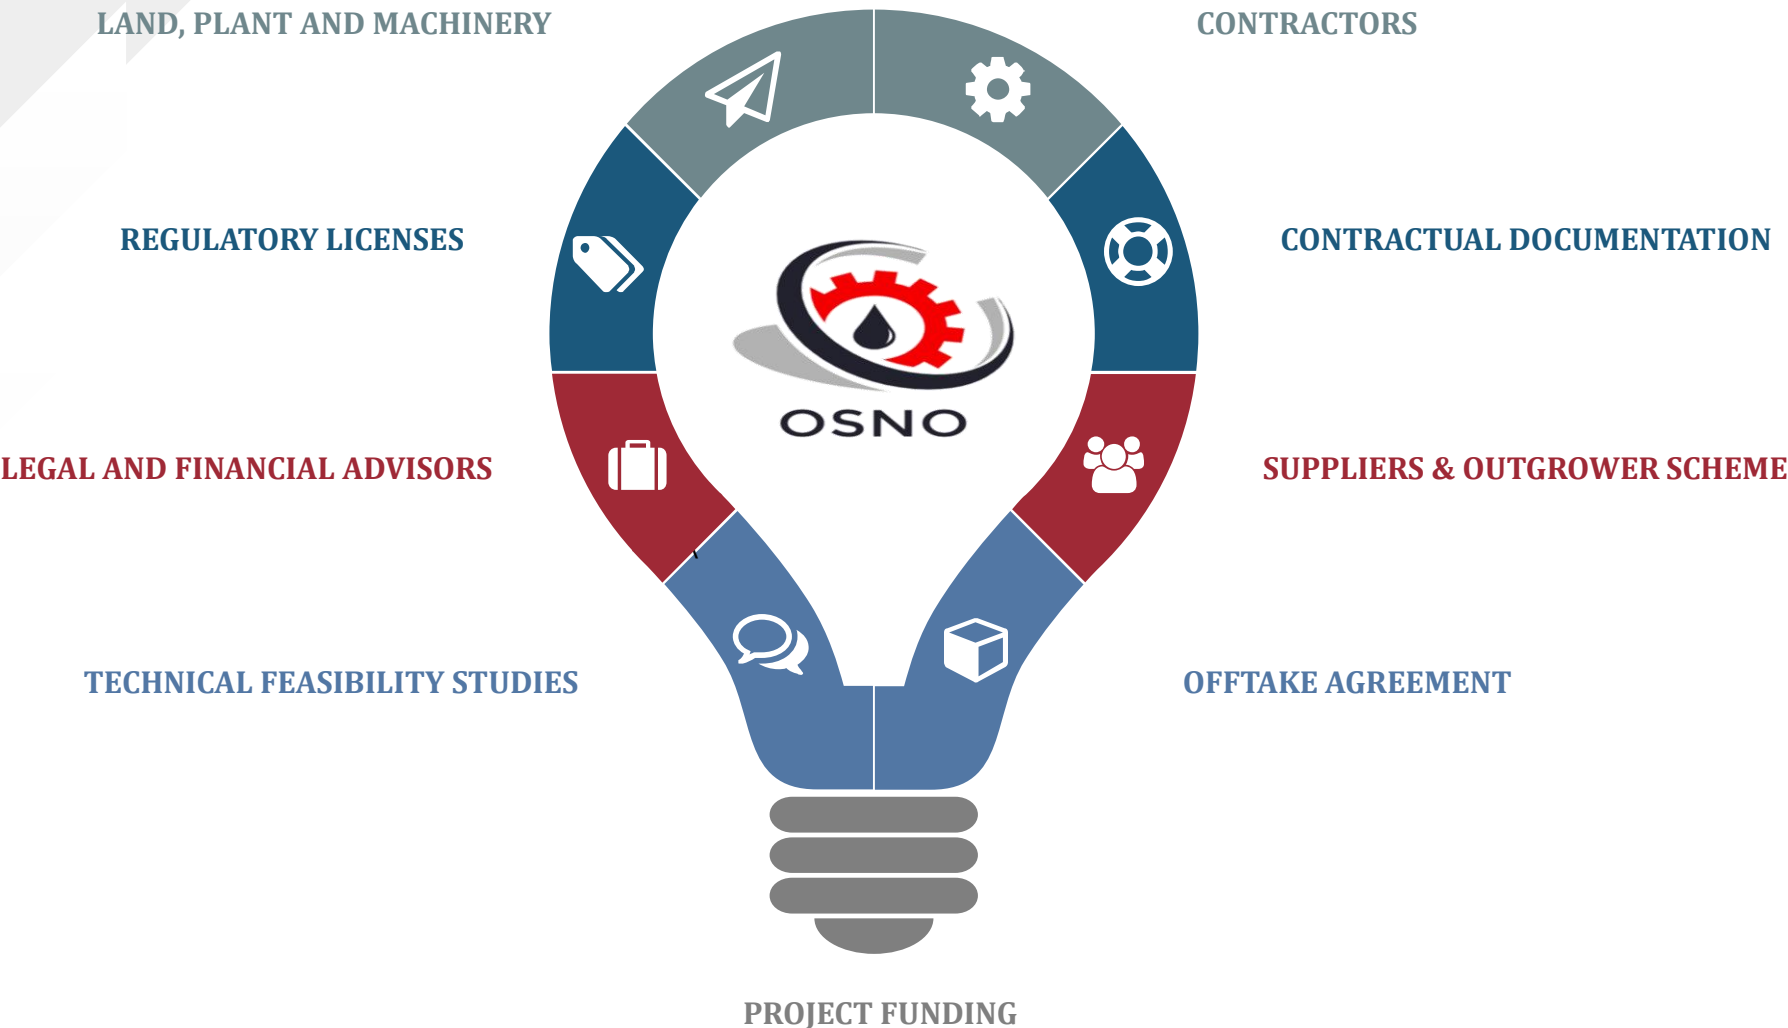 LAND, PLANT AND MACHINERY
CONTRACTORS
REGULATORY LICENSES
CONTRACTUAL DOCUMENTATION
OSNO
LEGAL AND FINANCIAL ADVISORS
SUPPLIERS & OUTGROWER SCHEME
TECHNICAL FEASIBILITY STUDIES
OFFTAKE AGREEMENT
PROJECT FUNDING